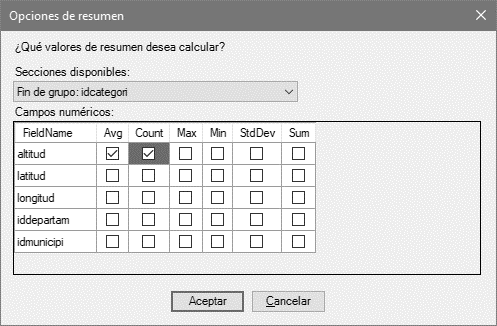 Opciones de resumen
¿Qué valores de resumen desea calcular?
Secciones disponibles:
Fin de grupo: idcategori
Campos numéricos:
FieldName Avg Count Max Min StdDev Sum
altitud
latitud
longitud
iddepartam
idmunicipi
Aceptar Cancelar